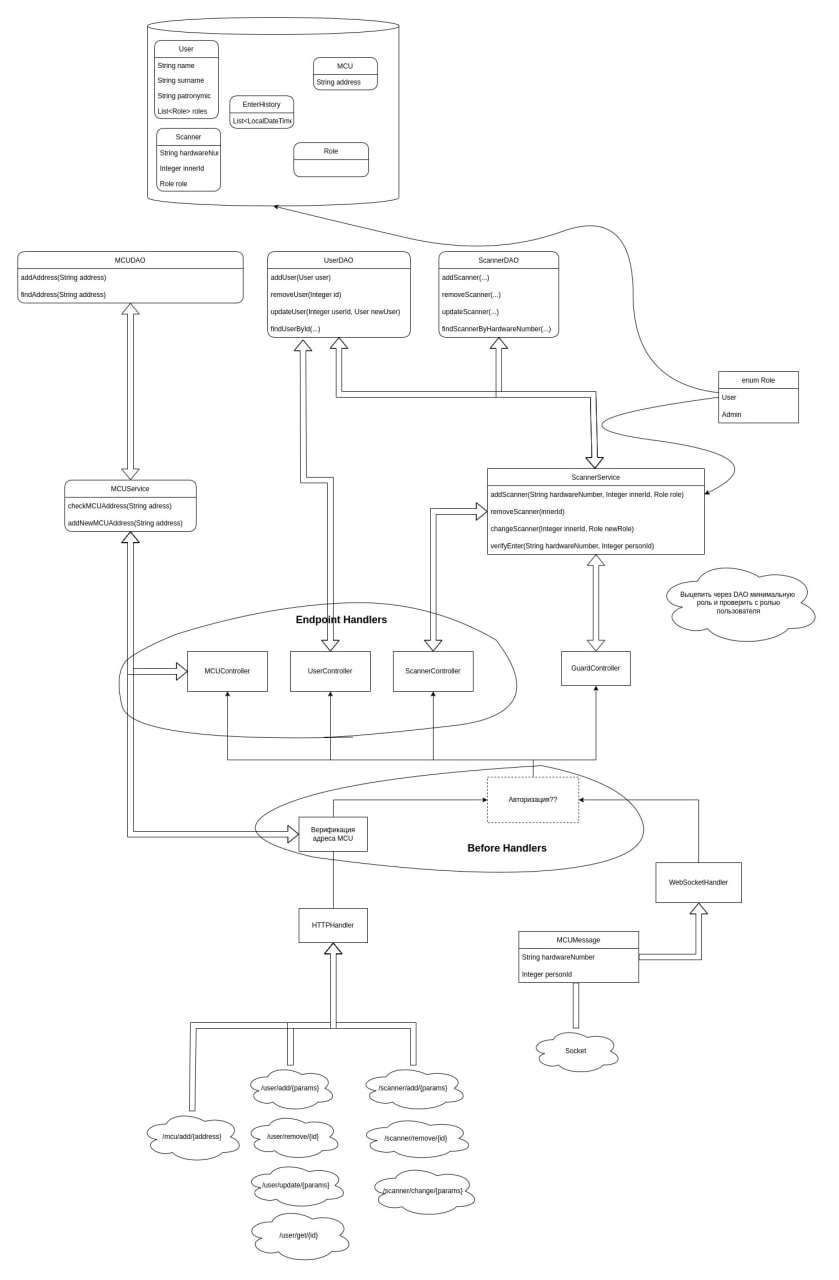 User
String name
String surname
String patronymic
List<Role> roles
MCU
String address
EnterHistory
List<LocalDateTime
Scanner
String hardwareNu
Integer innerId
Role role
Role
MCUDAO
addAddress(String address)
findAddress(String address)
UserDAO
addUser(User user)
removeUser(Integer id)
updateUser(Integer userId, User newUser)
findUserById(...)
ScannerDAO
addScanner(...)
removeScanner(...)
updateScanner(...)
findScannerByHardwareNumber(...)
enum Role
User
Admin
MCUService
checkMCUAddress(String adress)
addNewMCUAddress(String address)
ScannerService
addScanner(String hardwareNumber, Integer innerId, Role role)
removeScanner(innerId)
changeScanner(Integer innerId, Role newRole)
verifyEnter(String hardwareNumber, Integer personId)
Выцепить через DAO минимальную
роль и проверить с ролью
пользователя
Endpoint Handlers
MCUController
UserController
ScannerController
GuardController
Авторизация??
Верификация
адреса MCU
Before Handlers
WebSocketHandler
HTTPHandler
MCUMessage
String hardwareNumber
Integer personId
Socket
/user/add/{params}
/scanner/add/{params}
/mcu/add/{address}
/user/remove/{id}
/scanner/remove/{id}
/user/update/{params}
/scanner/change/{params}
/user/get/{id}